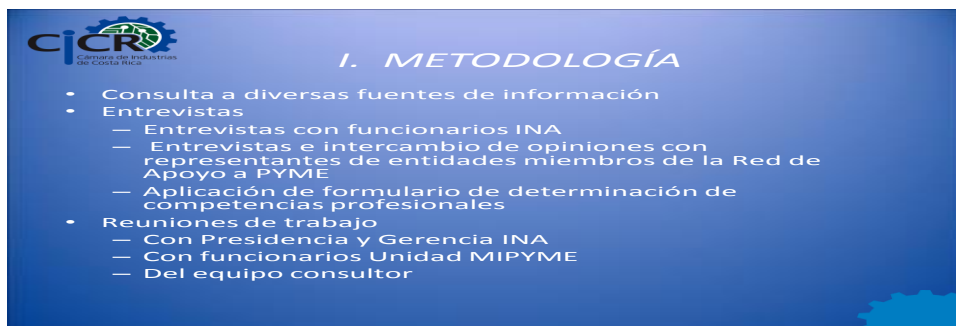 CiCR
Cámara de Industrias
de Costa Rica
I. METODOLOGÍA
• Consulta a diversas fuentes de información
• Entrevistas
– Entrevistas con funcionarios INA
– Entrevistas e intercambio de opiniones con
representantes de entidades miembros de la Red de
Apoyo a PYME
– Aplicación de formulario de determinación de
competencias profesionales
• Reuniones de trabajo
– Con Presidencia y Gerencia INA
– Con funcionarios Unidad MIPYME
– Del equipo consultor